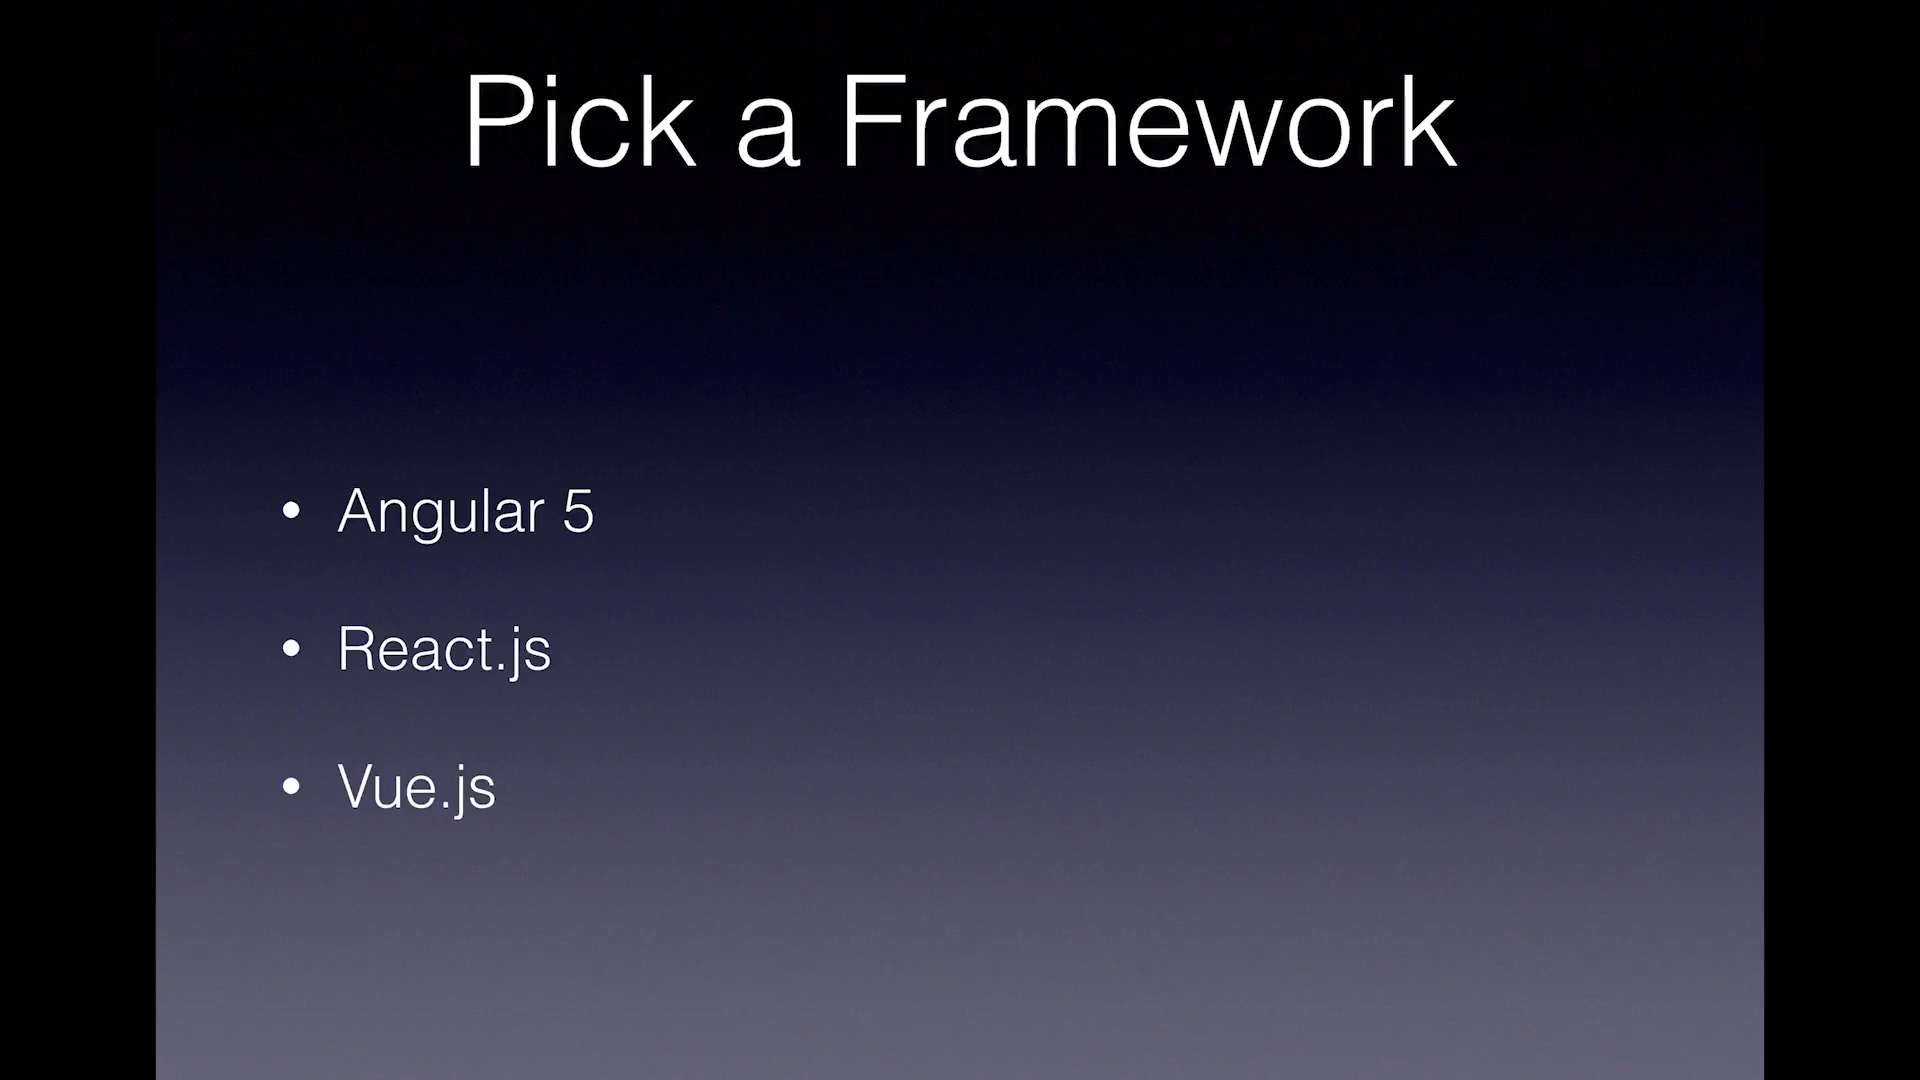 Pick a Framework
• Angular 5
• React.js
• Vue.js